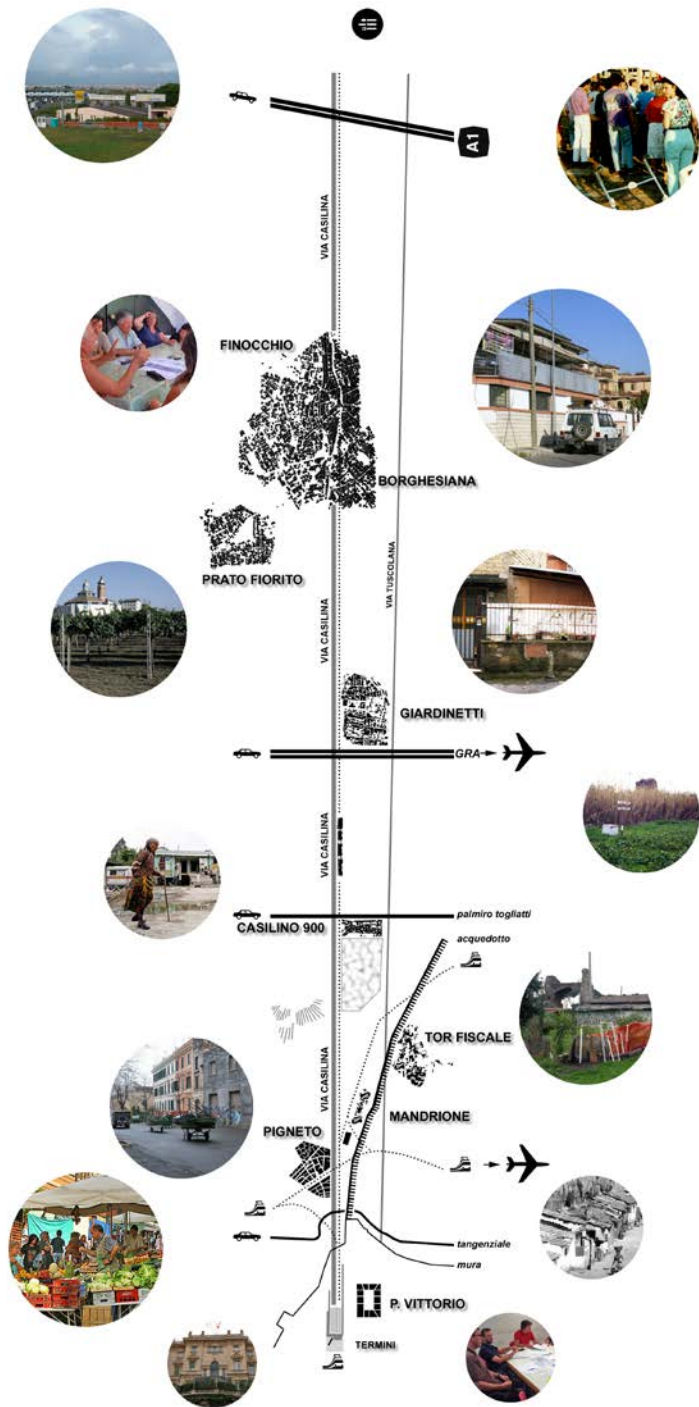 A1
VIA CASILINA
FINOCCHIO
BORGHESIANA
PRATO FIORITO
VIA TUSCOLANA
VIA CASILINA
GIARDINETTI
GRA
VIA CASILINA
palmiro togliatti
CASILINO 900
acquedotto
TOR FISCALE
VIA CASILINA
MANDRIONE
PIGNETO
tangenziale
mura
P. VITTORIO
TERMINI